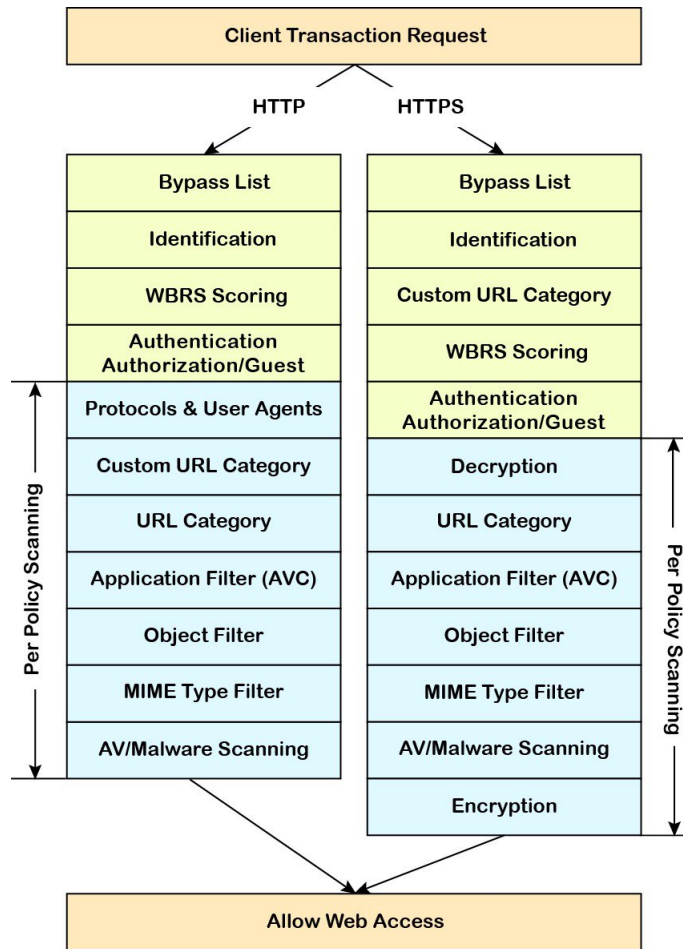 Client Transaction Request
HTTP
HTTPS
Bypass List
Identification
WBRS Scoring
Authentication
Authorization/Guest
Protocols & User Agents
Custom URL Category
URL Category
Application Filter (AVC)
Object Filter
MIME Type Filter
AV/Malware Scanning
Per Policy Scanning
Bypass List
Identification
Custom URL Category
WBRS Scoring
Authentication
Authorization/Guest
Decryption
URL Category
Application Filter (AVC)
Object Filter
MIME Type Filter
AV/Malware Scanning
Encryption
Per Policy Scanning
Allow Web Access